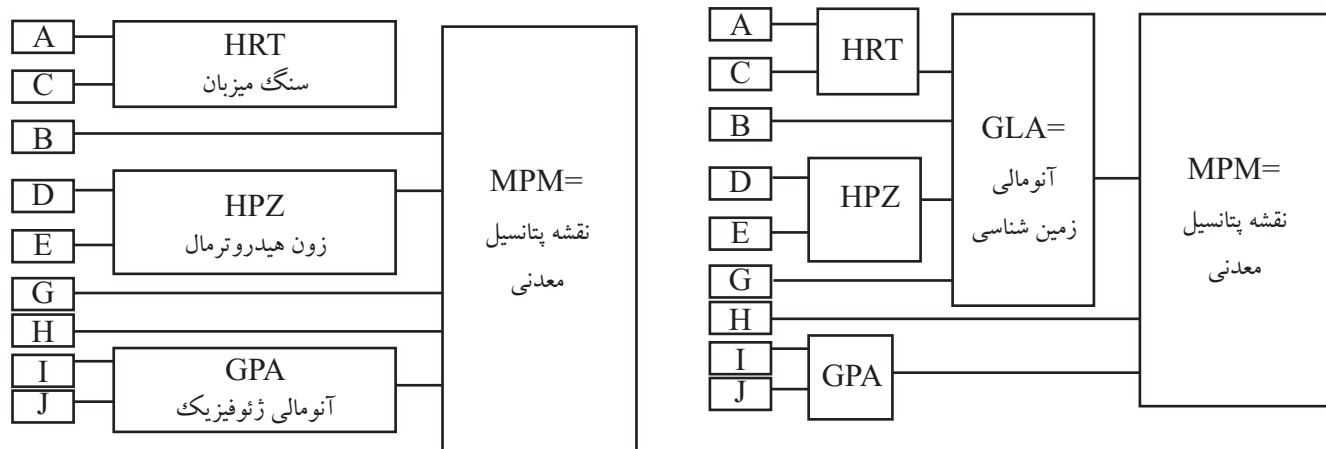 A
C
HRT
سنگ میزبان
B
D
E
HPZ
زون هیدروترمال
G
H
I
J
GPA
آنومالی ژئوفیزیک
MPM=
نقشه پتانسیل
معدنی
A
C
HRT
B
D
E
HPZ
G
H
I
J
GPA
GLA=
آنومالی
زمین شناسی
MPM=
نقشه پتانسیل
معدنی